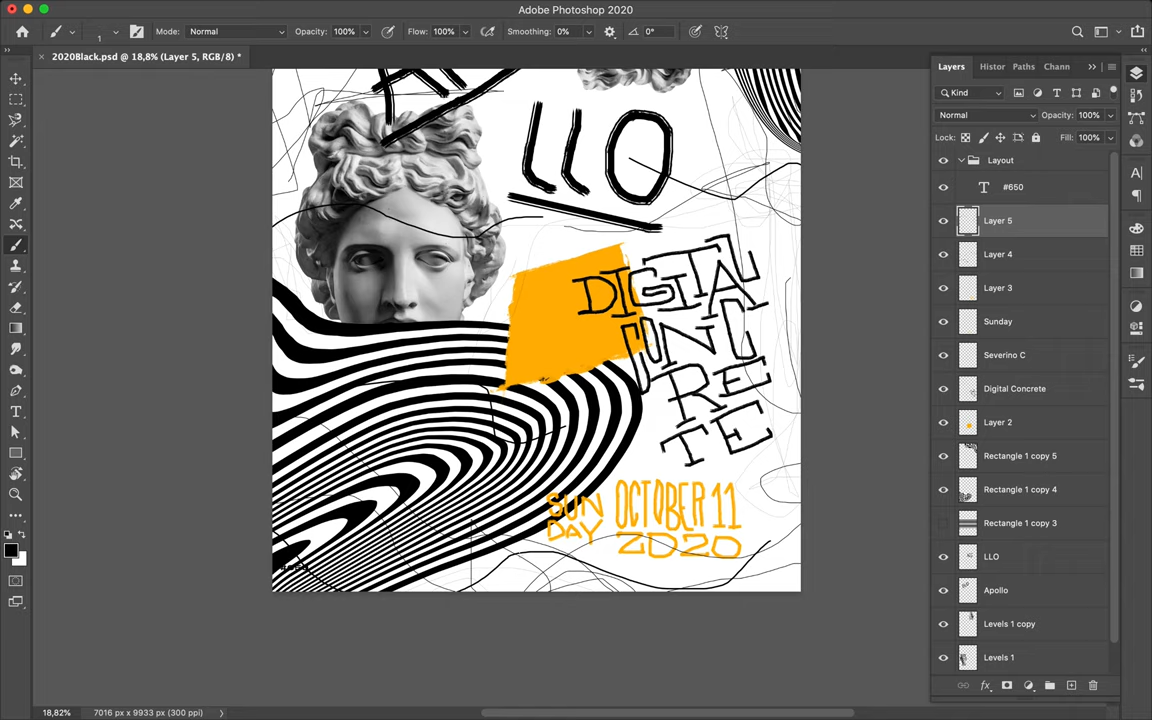 Adobe Photoshop 2020
1
Mode: Normal
Opacity: 100%
Flow: 100%
Smoothing: 0%
0°
2020Black.psd @ 18,8% (Layer 5, RGB/8) *
Layers
Histor
Paths
Chann
Kind
Normal
Opacity: 100%
Lock:
Fill: 100%
Layout
#650
Layer 5
Layer 4
Layer 3
Sunday
Severino C
Digital Concrete
Layer 2
Rectangle 1 copy 5
Rectangle 1 copy 4
Rectangle 1 copy 3
LLO
Apollo
Levels 1 copy
Levels 1
LLO
DIGITAL
CONC
RE
TE
SUN
DAY
OCTOBER 11
2020
18,82%
7016 px x 9933 px (300 ppi)